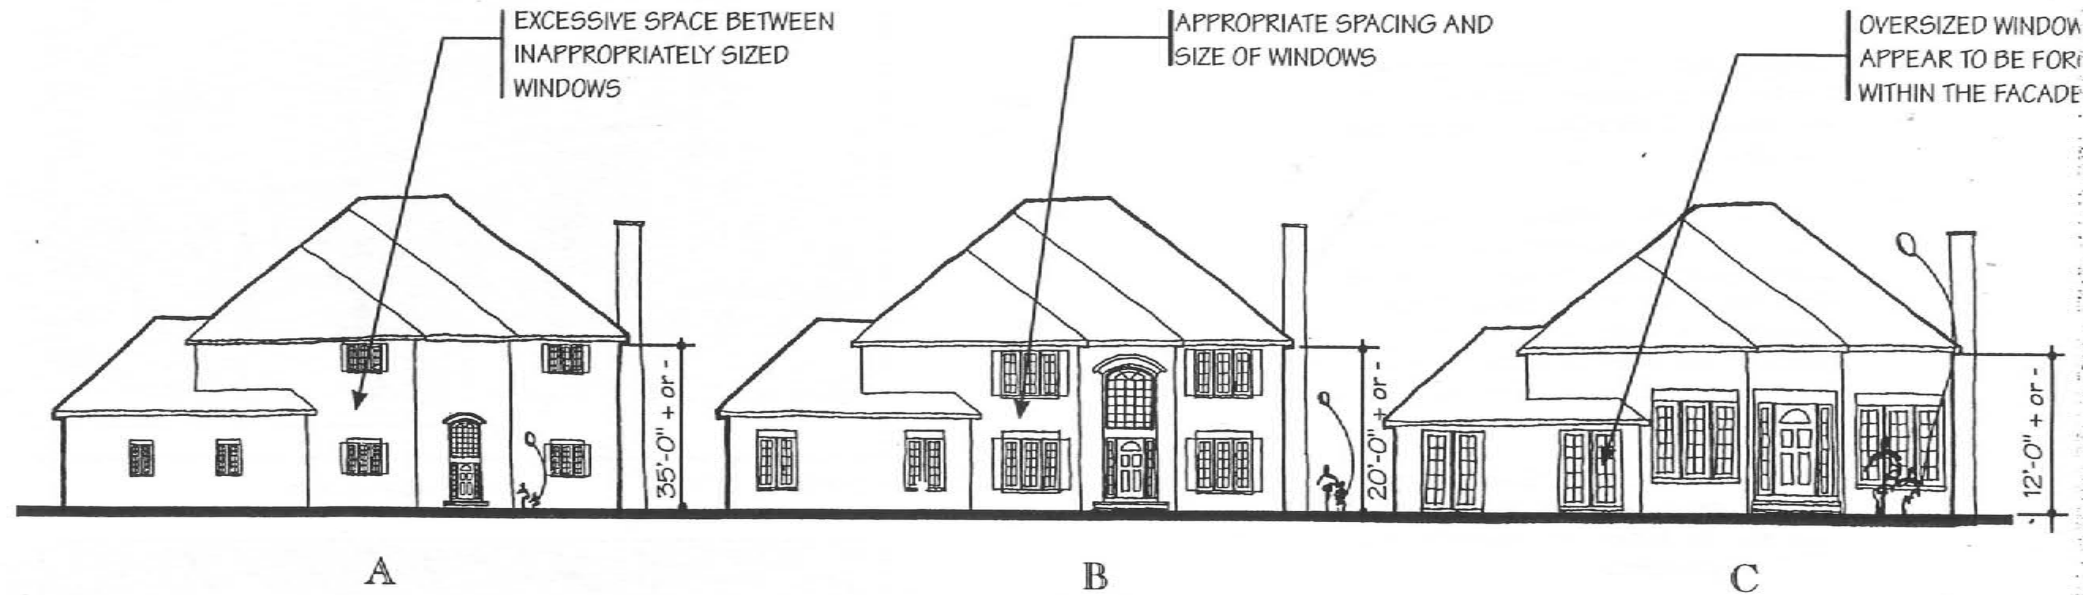 EXCESSIVE SPACE BETWEEN
INAPPROPRIATELY SIZED
WINDOWS
APPROPRIATE SPACING AND
SIZE OF WINDOWS
OVERSIZED WINDOW
APPEAR TO BE
WITHIN THE FACADE
35'-0" + or -
20'-0" + or -
12'-0" + or -
A
B
C